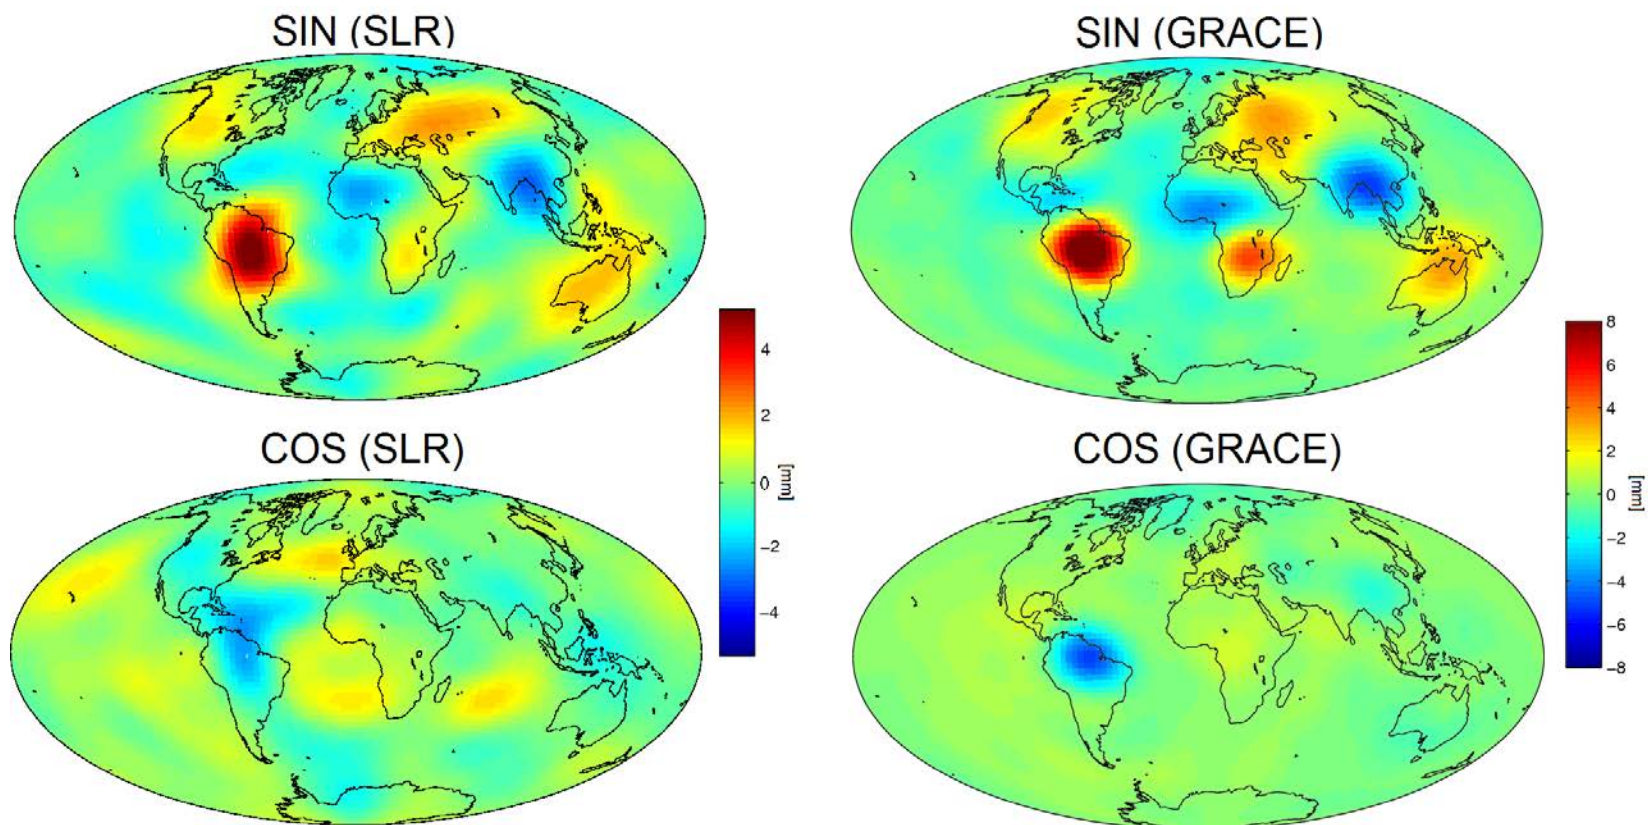 SIN (SLR)
SIN (GRACE)
4
2
0
−2
−4
[mm]
8
6
4
2
0
−2
−4
−6
−8
[mm]
COS (SLR)
COS (GRACE)